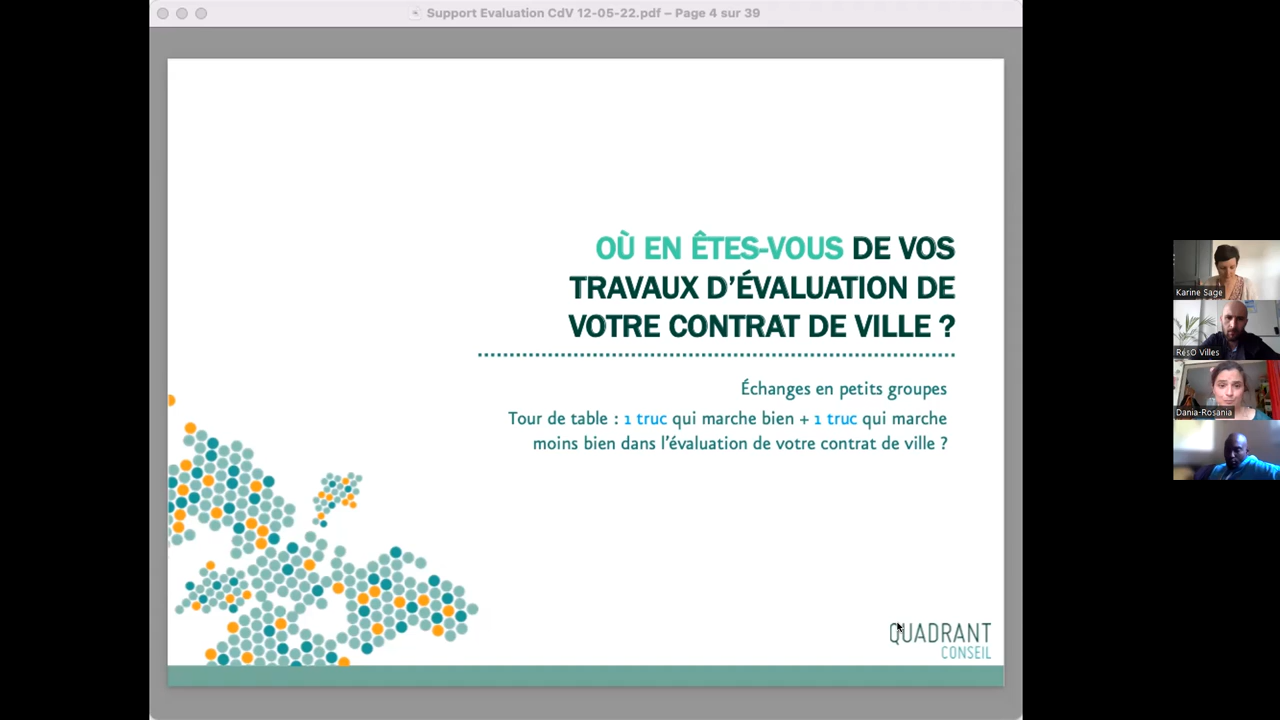 Support Evaluation CdV 12-05-22.pdf – Page 4 sur 39
OÙ EN ÊTES-VOUS DE VOS
TRAVAUX D’ÉVALUATION DE
VOTRE CONTRAT DE VILLE ?
Échanges en petits groupes
Tour de table : 1 truc qui marche bien + 1 truc qui marche
moins bien dans l’évaluation de votre contrat de ville ?
QUADRANT
CONSEIL
Karine Sage
RésO Villes
Dania-Rosania